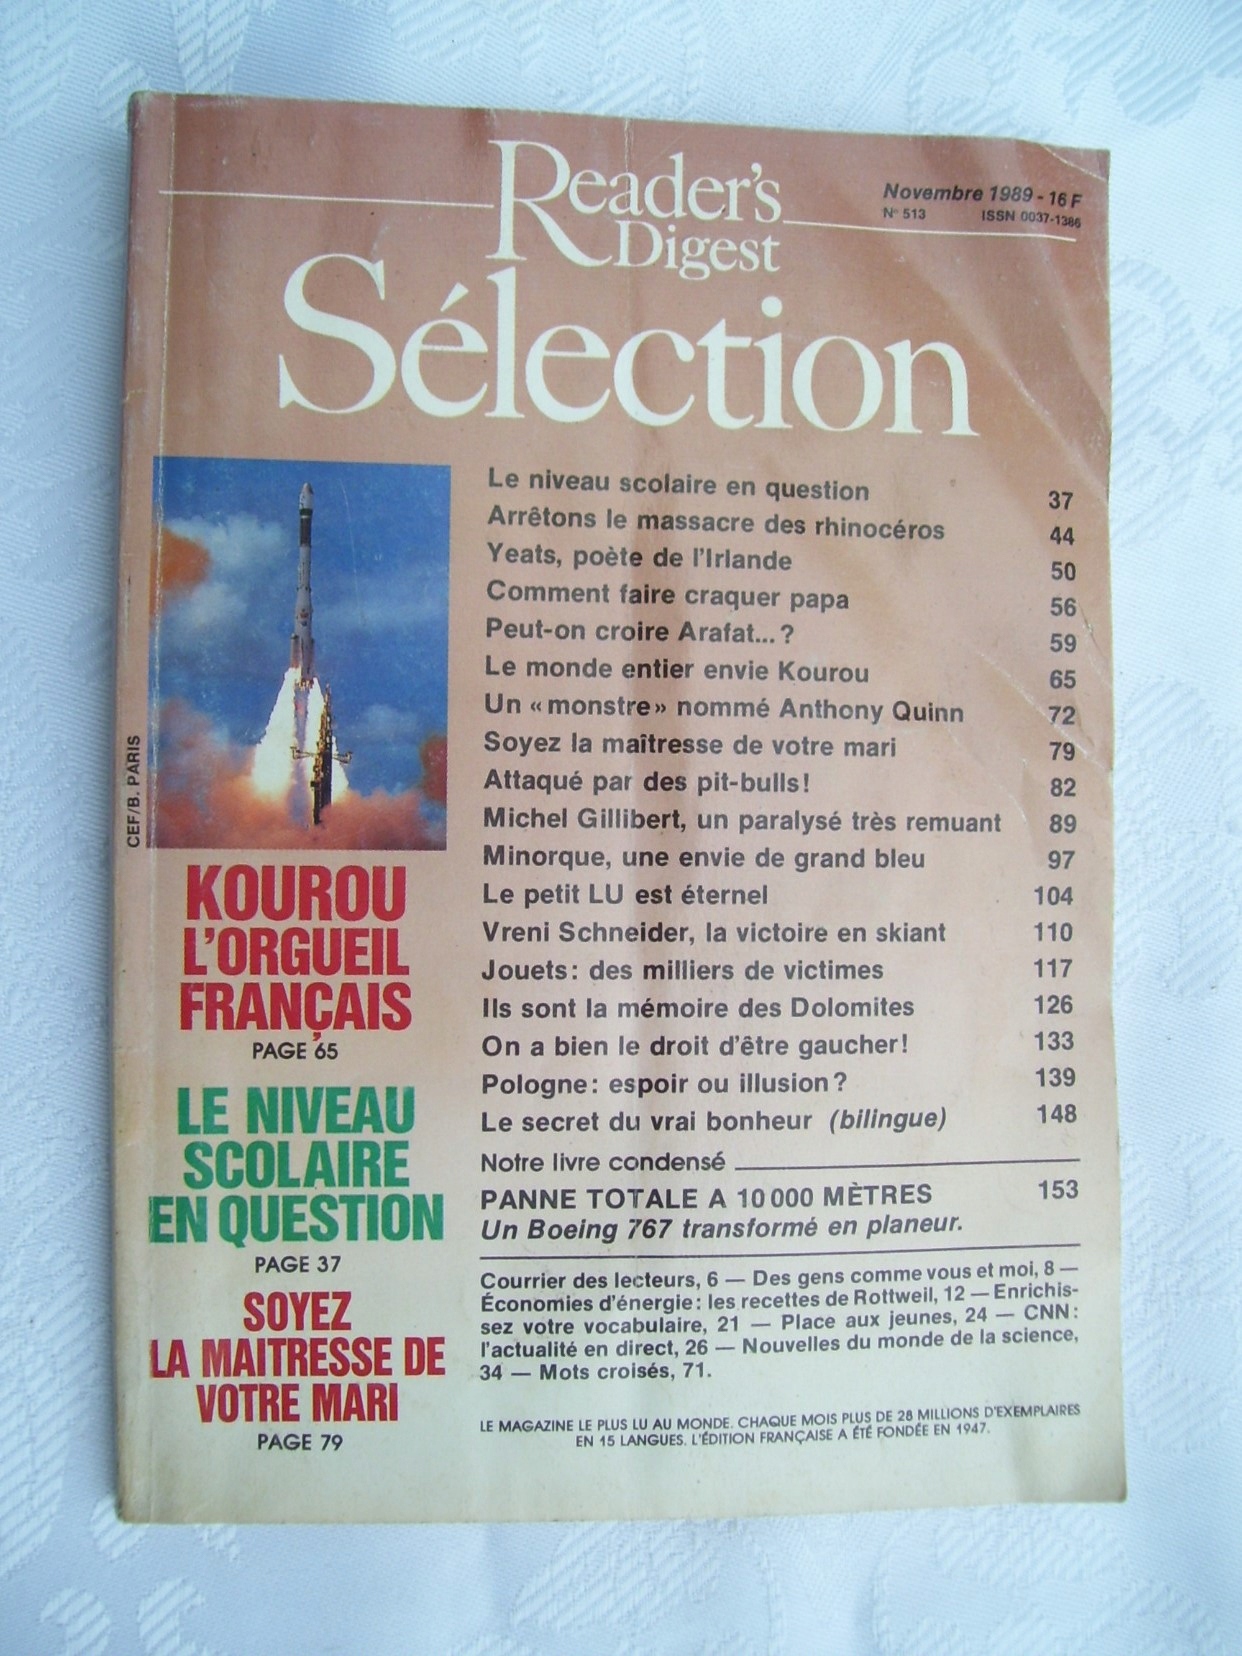 Reader's
Digest
Sélection
Novembre 1989 - 16 F
N° 513 ISSN 0037-1386
CEF/B. PARIS
KOUROU
L'ORGUEIL
FRANÇAIS
PAGE 65
LE NIVEAU
SCOLAIRE
EN QUESTION
PAGE 37
SOYEZ
LA MAITRESSE DE
VOTRE MARI
PAGE 79
Le niveau scolaire en question 37
Arrêtons le massacre des rhinocéros 44
Yeats, poète de l'Irlande 50
Comment faire craquer papa 56
Peut-on croire Arafat...? 59
Le monde entier envie Kourou 65
Un « monstre » nommé Anthony Quinn 72
Soyez la maîtresse de votre mari 79
Attaqué par des pit-bulls! 82
Michel Gillibert, un paralysé très remuant 89
Minorque, une envie de grand bleu 97
Le petit LU est éternel 104
Vreni Schneider, la victoire en skiant 110
Jouets: des milliers de victimes 117
Ils sont la mémoire des Dolomites 126
On a bien le droit d'être gaucher! 133
Pologne: espoir ou illusion? 139
Le secret du vrai bonheur (bilingue) 148
Notre livre condensé
PANNE TOTALE A 10 000 MÈTRES 153
Un Boeing 767 transformé en planeur.
Courrier des lecteurs, 6 — Des gens comme vous et moi, 8 —
Économies d'énergie: les recettes de Rottweil, 12 — Enrichis-
sez votre vocabulaire, 21 — Place aux jeunes, 24 — CNN:
l'actualité en direct, 26 — Nouvelles du monde de la science,
34 — Mots croisés, 71.
LE MAGAZINE LE PLUS LU AU MONDE. CHAQUE MOIS PLUS DE 28 MILLIONS D'EXEMPLAIRES
EN 15 LANGUES. L'ÉDITION FRANÇAISE A ÉTÉ FONDÉE EN 1947.